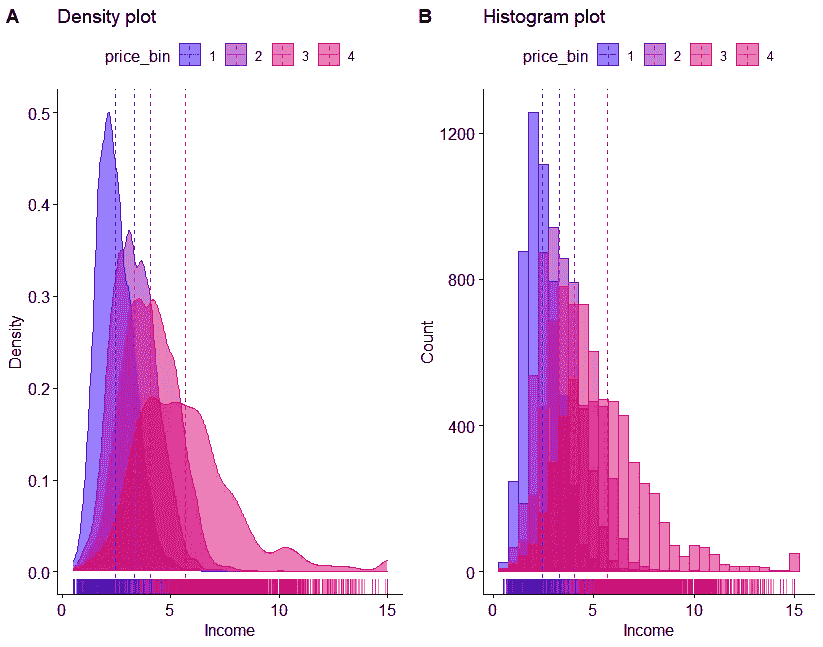 A Density plot
price_bin 1 2 3 4
0.5
0.4
0.3
0.2
0.1
0.0
Density
0 5 10 15
Income
B Histogram plot
price_bin 1 2 3 4
1200
800
400
0
Count
0 5 10 15
Income